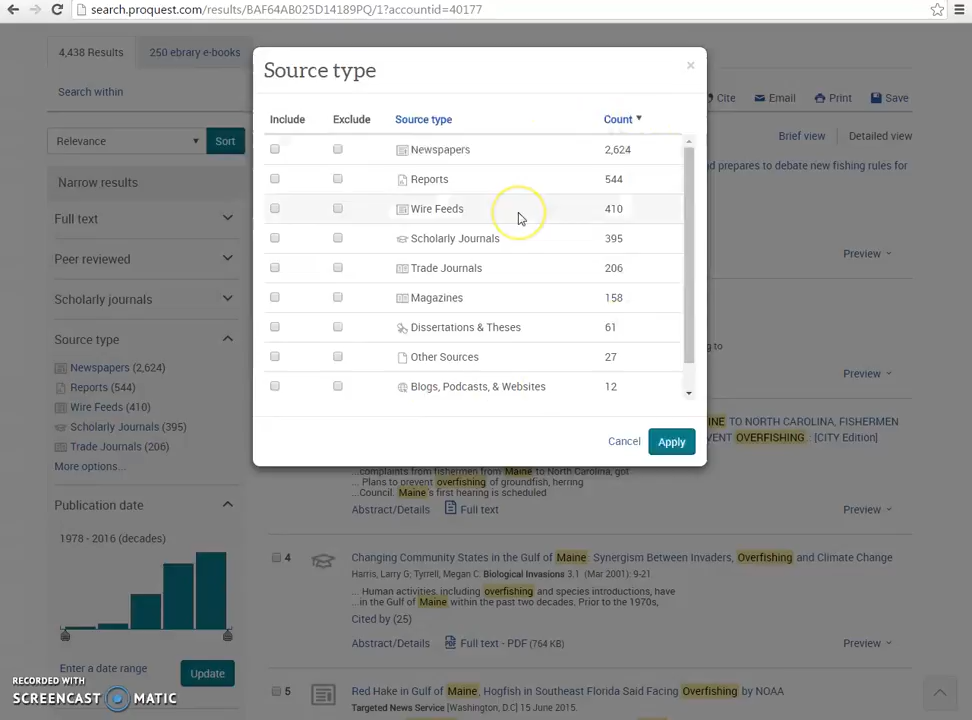 search.proquest.com/results/BAF64AB025D14189PQ/1?accountid=40177
4,438 Results
250 ebrary e-books
Search within
Relevance
Sort
Narrow results
Full text
Peer reviewed
Scholarly journals
Source type
Newspapers (2,624)
Reports (544)
Wire Feeds (410)
Scholarly Journals (395)
Trade Journals (206)
More options...
Publication date
1978 - 2016 (decades)
Enter a date range
Update
RECORDED WITH
SCREENCAST MATIC
Source type
×
Include Exclude Source type Count
Newspapers 2,624
Reports 544
Wire Feeds 410
Scholarly Journals 395
Trade Journals 206
Magazines 158
Dissertations & Theses 61
Other Sources 27
Blogs, Podcasts, & Websites 12
Cancel Apply
Cite Email Print Save
Brief view Detailed view
and prepares to debate new fishing rules for
Preview
ng to
Preview
INE TO NORTH CAROLINA, FISHERMEN
VENT OVERFISHING : [CITY Edition]
...complaints from fishermen from Maine to North Carolina, got
... Plans to prevent overfishing of groundfish, herring
...Council. Maine's first hearing is scheduled
Abstract/Details Full text Preview
4 Changing Community States in the Gulf of Maine: Synergism Between Invaders, Overfishing and Climate Change
Harris, Larry G; Tyrrell, Megan C. Biological Invasions 3.1 (Mar 2001): 9-21
... Human activities, including overfishing and species introductions, have
...in the Gulf of Maine within the past two decades. Prior to the 1970s,
Cited by (25)
Abstract/Details Full text - PDF (764 KB) Preview
5 Red Hake in Gulf of Maine, Hogfish in Southeast Florida Said Facing Overfishing by NOAA
Targeted News Service [Washington, D.C] 15 June 2015.